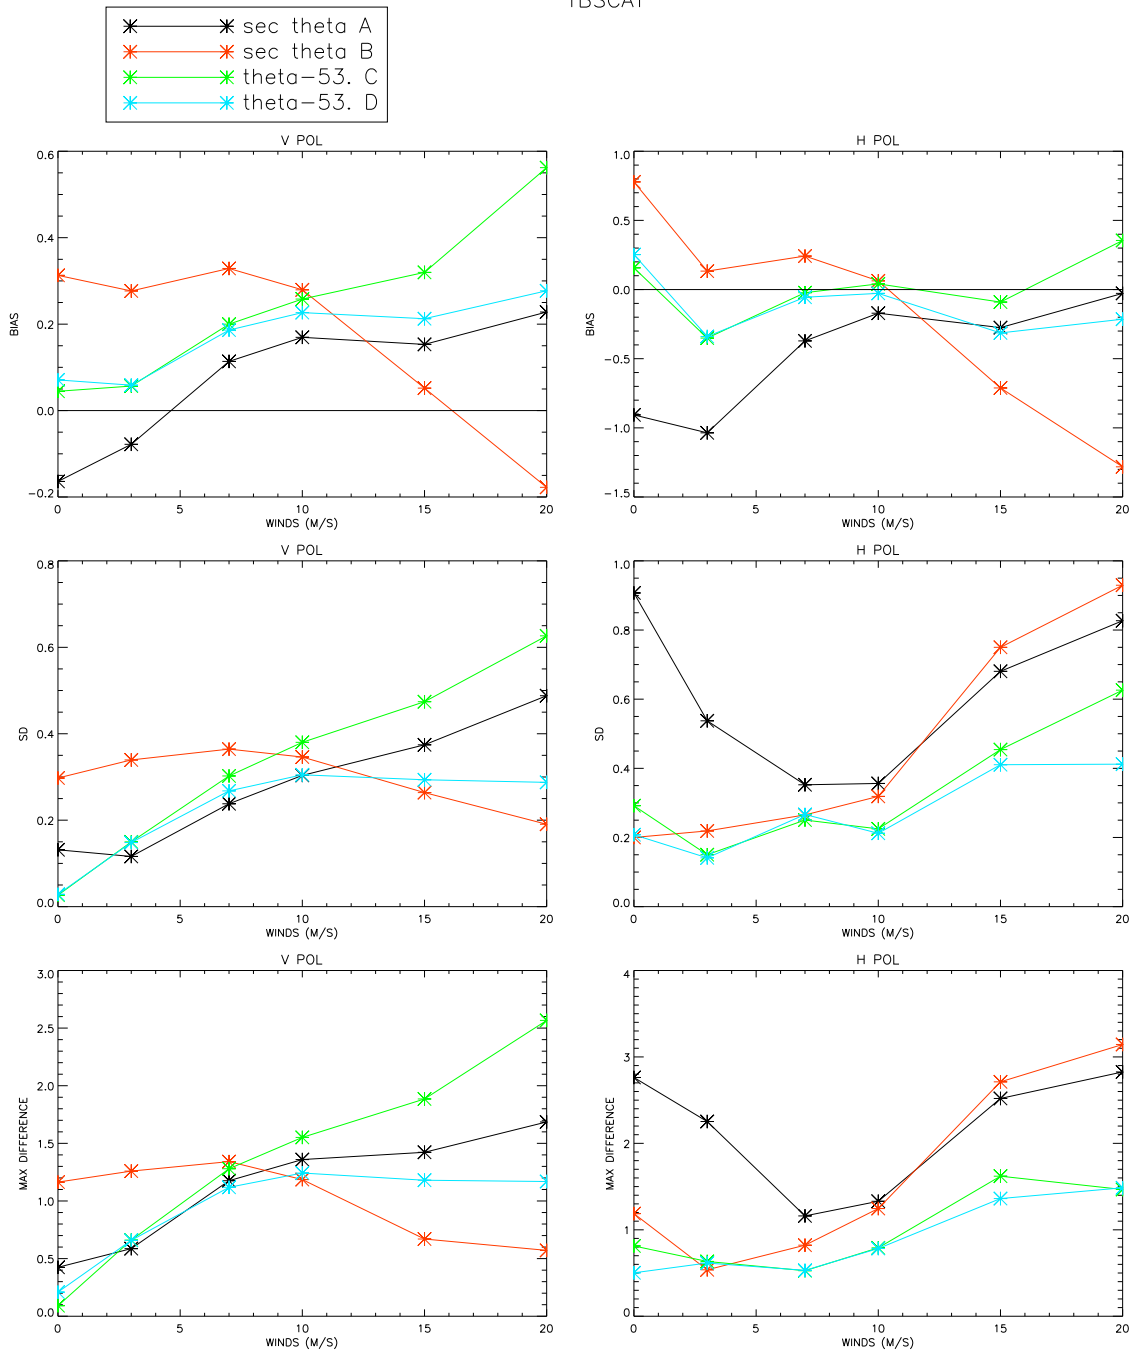 TBSCAT
sec theta A
sec theta B
theta-53. C
theta-53. D
V POL
0.6
0.4
0.2
0.0
-0.2
BIAS
0 5 10 15 20
WINDS (M/S)
H POL
1.0
0.5
0.0
-0.5
-1.0
-1.5
BIAS
0 5 10 15 20
WINDS (M/S)
V POL
0.8
0.6
0.4
0.2
0.0
SD
0 5 10 15 20
WINDS (M/S)
H POL
1.0
0.8
0.6
0.4
0.2
0.0
SD
0 5 10 15 20
WINDS (M/S)
V POL
3.0
2.5
2.0
1.5
1.0
0.5
0.0
MAX DIFFERENCE
0 5 10 15 20
WINDS (M/S)
H POL
4
3
2
1
0
MAX DIFFERENCE
0 5 10 15 20
WINDS (M/S)